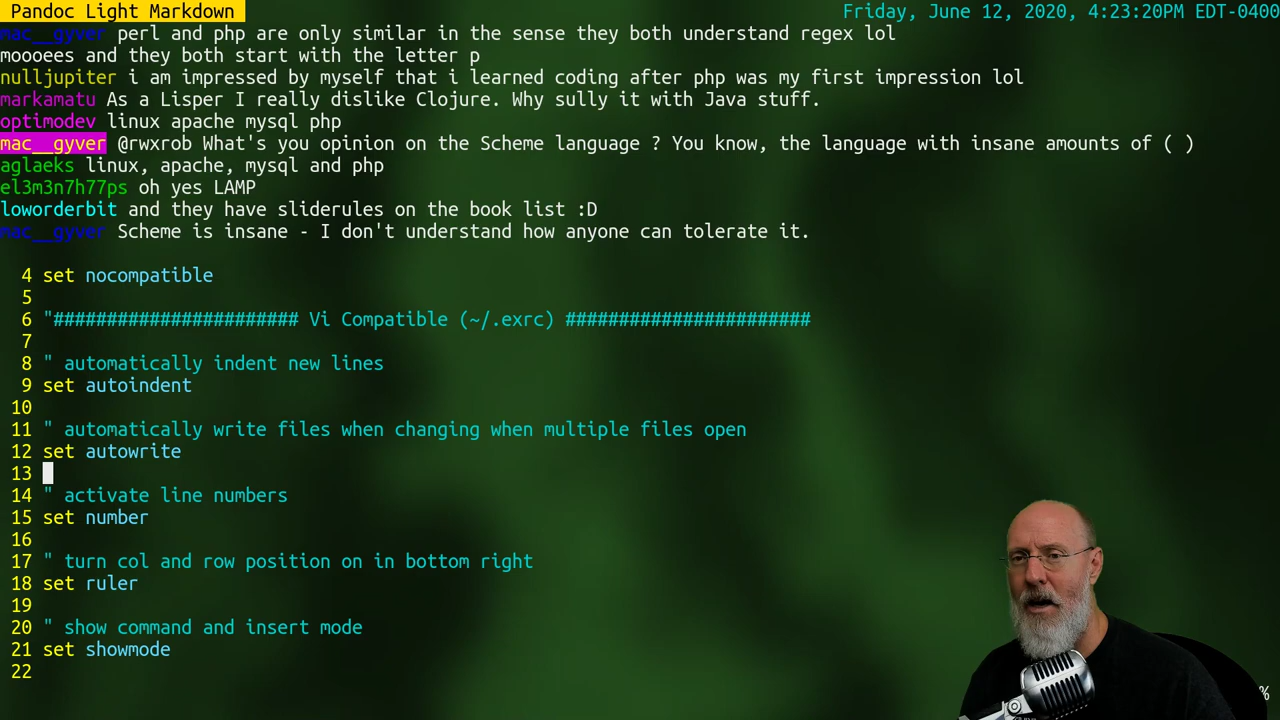 Pandoc Light Markdown
Friday, June 12, 2020, 4:23:20PM EDT-0400
mac__gyver perl and php are only similar in the sense they both understand regex lol
moooees and they both start with the letter p
nulljupiter i am impressed by myself that i learned coding after php was my first impression lol
markamatu As a Lisper I really dislike Clojure. Why sully it with Java stuff.
optimodev linux apache mysql php
mac__gyver @rwxrob What's you opinion on the Scheme language ? You know, the language with insane amounts of ( )
aglaeks linux, apache, mysql and php
el3m3n7h77ps oh yes LAMP
loworderbit and they have sliderules on the book list :D
mac__gyver Scheme is insane - I don't understand how anyone can tolerate it.
4 set nocompatible
5
6 "####################### Vi Compatible (~/.exrc) #######################
7
8 " automatically indent new lines
9 set autoindent
10
11 " automatically write files when changing when multiple files open
12 set autowrite
13
14 " activate line numbers
15 set number
16
17 " turn col and row position on in bottom right
18 set ruler
19
20 " show command and insert mode
21 set showmode
22
%